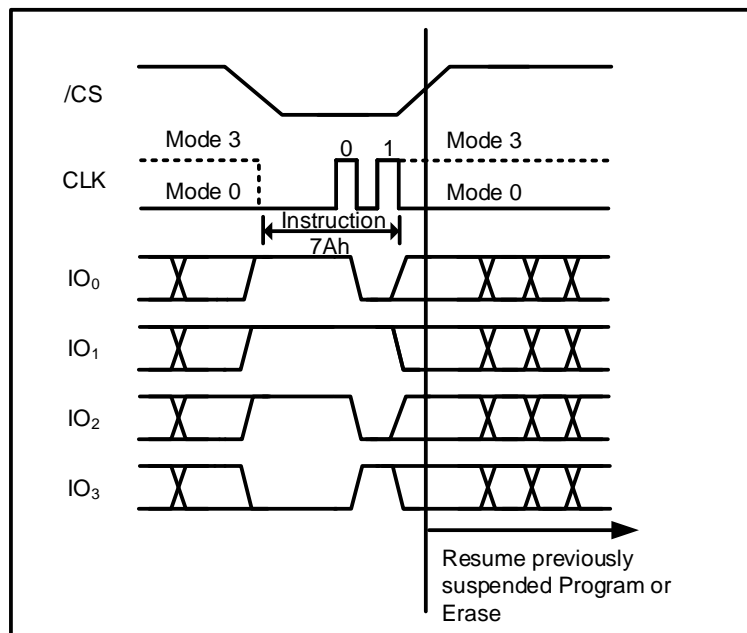 /CS
Mode 3 0 1 Mode 3
CLK
Mode 0 Mode 0
Instruction
7Ah
IO₀
IO₁
IO₂
IO₃
Resume previously
suspended Program or
Erase